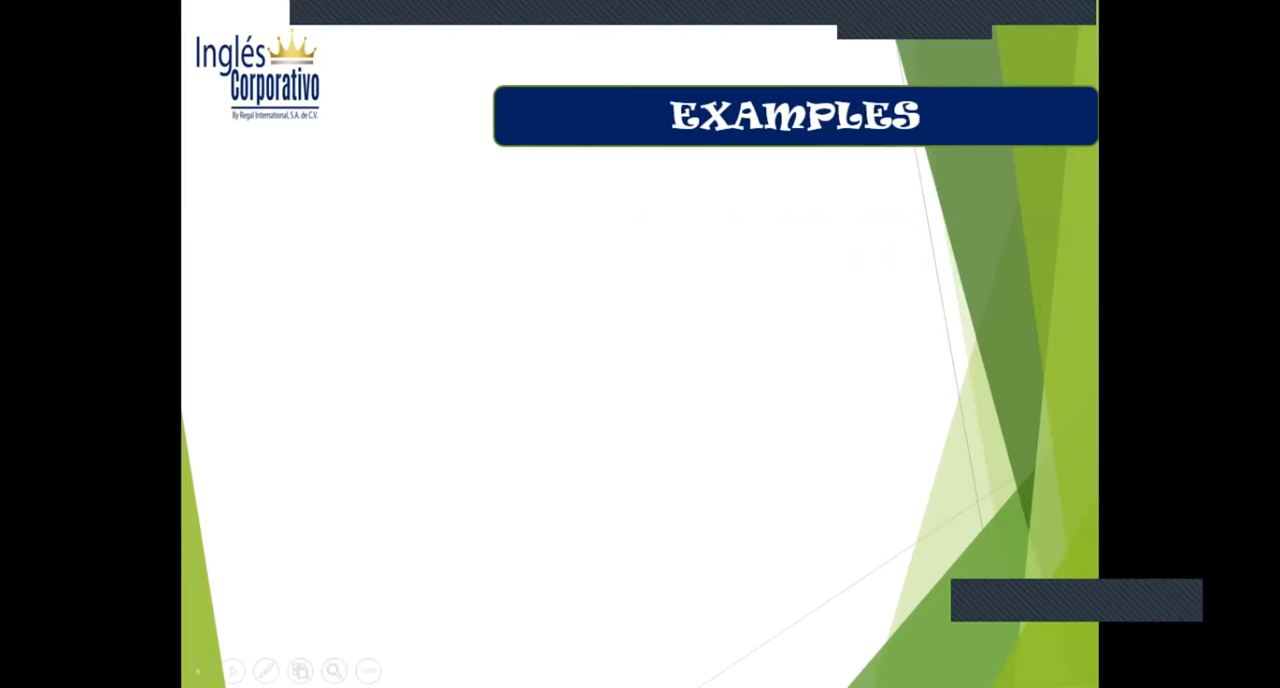 Inglés
Corporativo
By Regal International, S.A. de C.V.
EXAMPLES